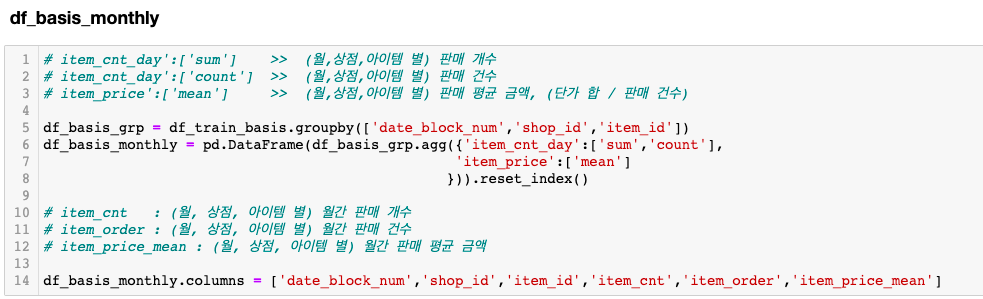 df_basis_monthly
1 # item_cnt_day':['sum']    >>  (월,상점,아이템 별) 판매 개수
2 # item_cnt_day':['count']  >>  (월,상점,아이템 별) 판매 건수
3 # item_price':['mean']     >>  (월,상점,아이템 별) 판매 평균 금액, (단가 합 / 판매 건수)
4
5 df_basis_grp = df_train_basis.groupby(['date_block_num','shop_id','item_id'])
6 df_basis_monthly = pd.DataFrame(df_basis_grp.agg({'item_cnt_day':['sum','count'],
7                                                   'item_price':['mean']
8                                                  })).reset_index()
9
10 # item_cnt   : (월, 상점, 아이템 별) 월간 판매 개수
11 # item_order : (월, 상점, 아이템 별) 월간 판매 건수
12 # item_price_mean : (월, 상점, 아이템 별) 월간 판매 평균 금액
13
14 df_basis_monthly.columns = ['date_block_num','shop_id','item_id','item_cnt','item_order','item_price_mean']